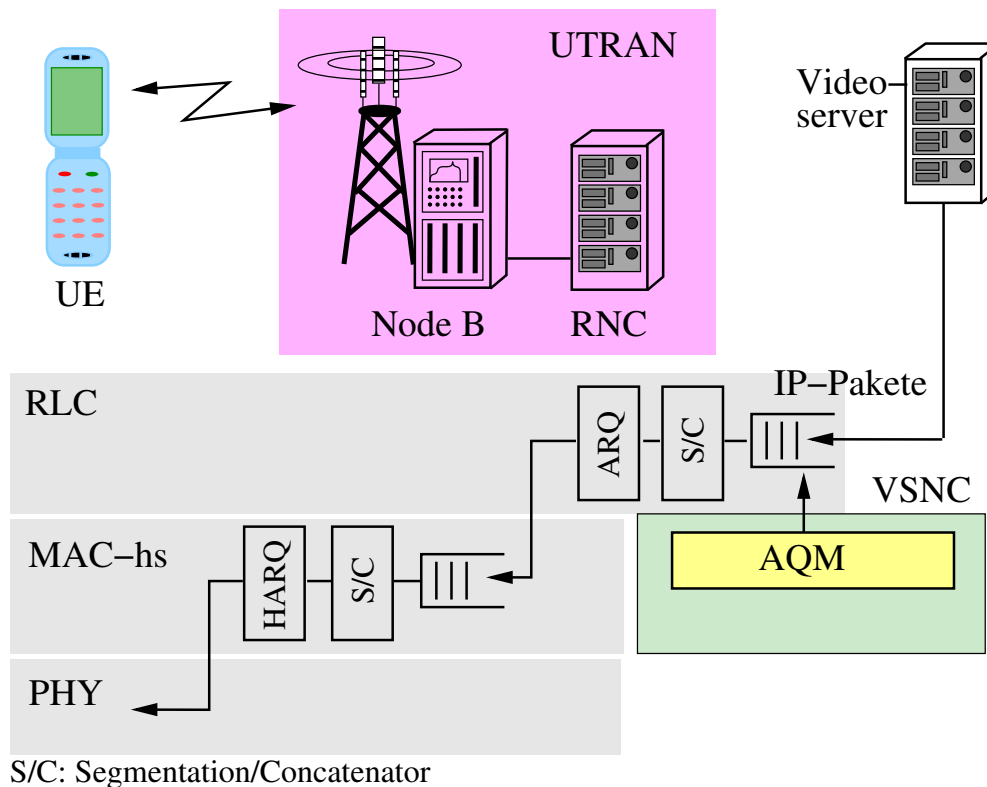 UTRAN
Video
server
UE
Node B
RNC
IP–Pakete
RLC
ARQ
S/C
VSNC
AQM
MAC–hs
HARQ
S/C
PHY
S/C: Segmentation/Concatenator